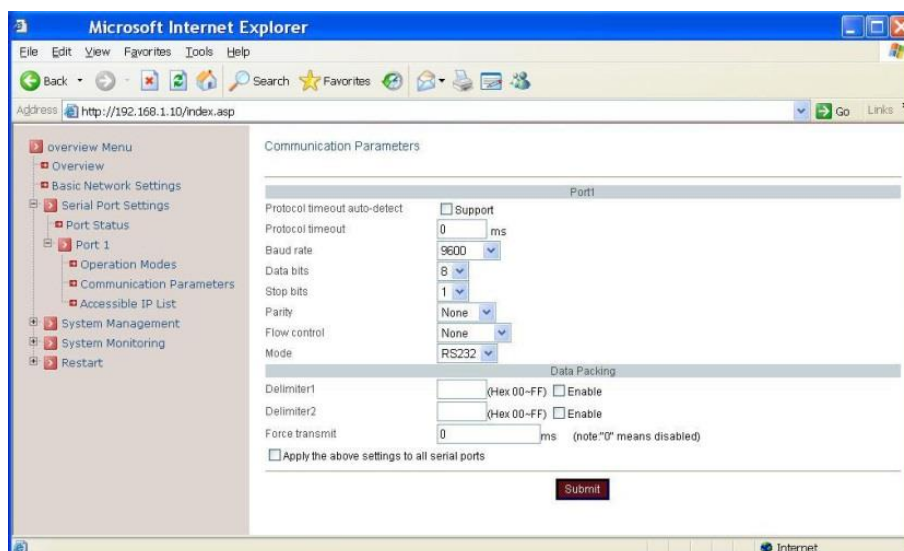 Microsoft Internet Explorer
File Edit View Favorites Tools Help
Back Search Favorites
Address http://192.168.1.10/index.asp Go Links
overview Menu
Overview
Basic Network Settings
Serial Port Settings
Port Status
Port 1
Operation Modes
Communication Parameters
Accessible IP List
System Management
System Monitoring
Restart
Communication Parameters
Port1
Protocol timeout auto-detect Support
Protocol timeout 0 ms
Baud rate 9600
Data bits 8
Stop bits 1
Parity None
Flow control None
Mode RS232
Data Packing
Delimiter1 (Hex 00~FF) Enable
Delimiter2 (Hex 00~FF) Enable
Force transmit 0 ms (note:"0" means disabled)
Apply the above settings to all serial ports
Submit
Internet